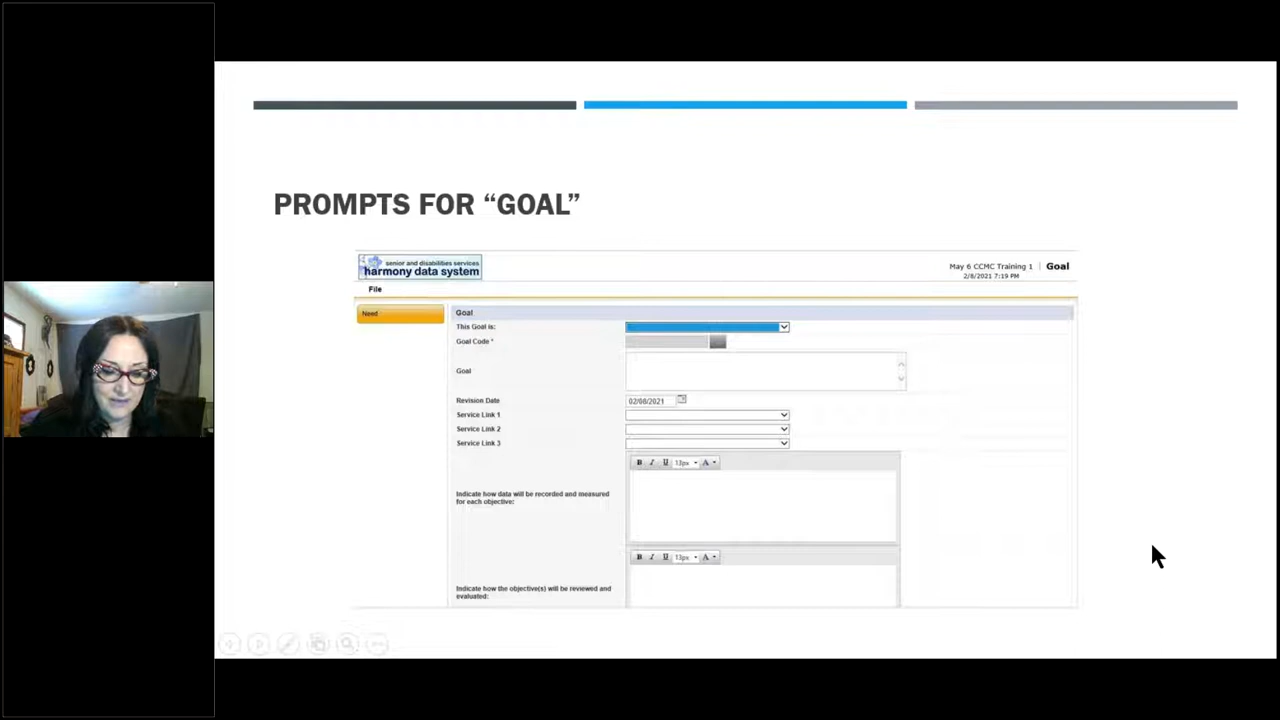 PROMPTS FOR “GOAL”
senior and disabilities services
harmony data system
May 6 CCMC Training 1 | Goal
2/8/2021 7:19 PM
File
Need
Goal
This Goal is:
Goal Code *
Goal
Revision Date
02/08/2021
Service Link 1
Service Link 2
Service Link 3
B I U 13px A
Indicate how data will be recorded and measured
for each objective:
B I U 13px A
Indicate how the objective(s) will be reviewed and
evaluated: